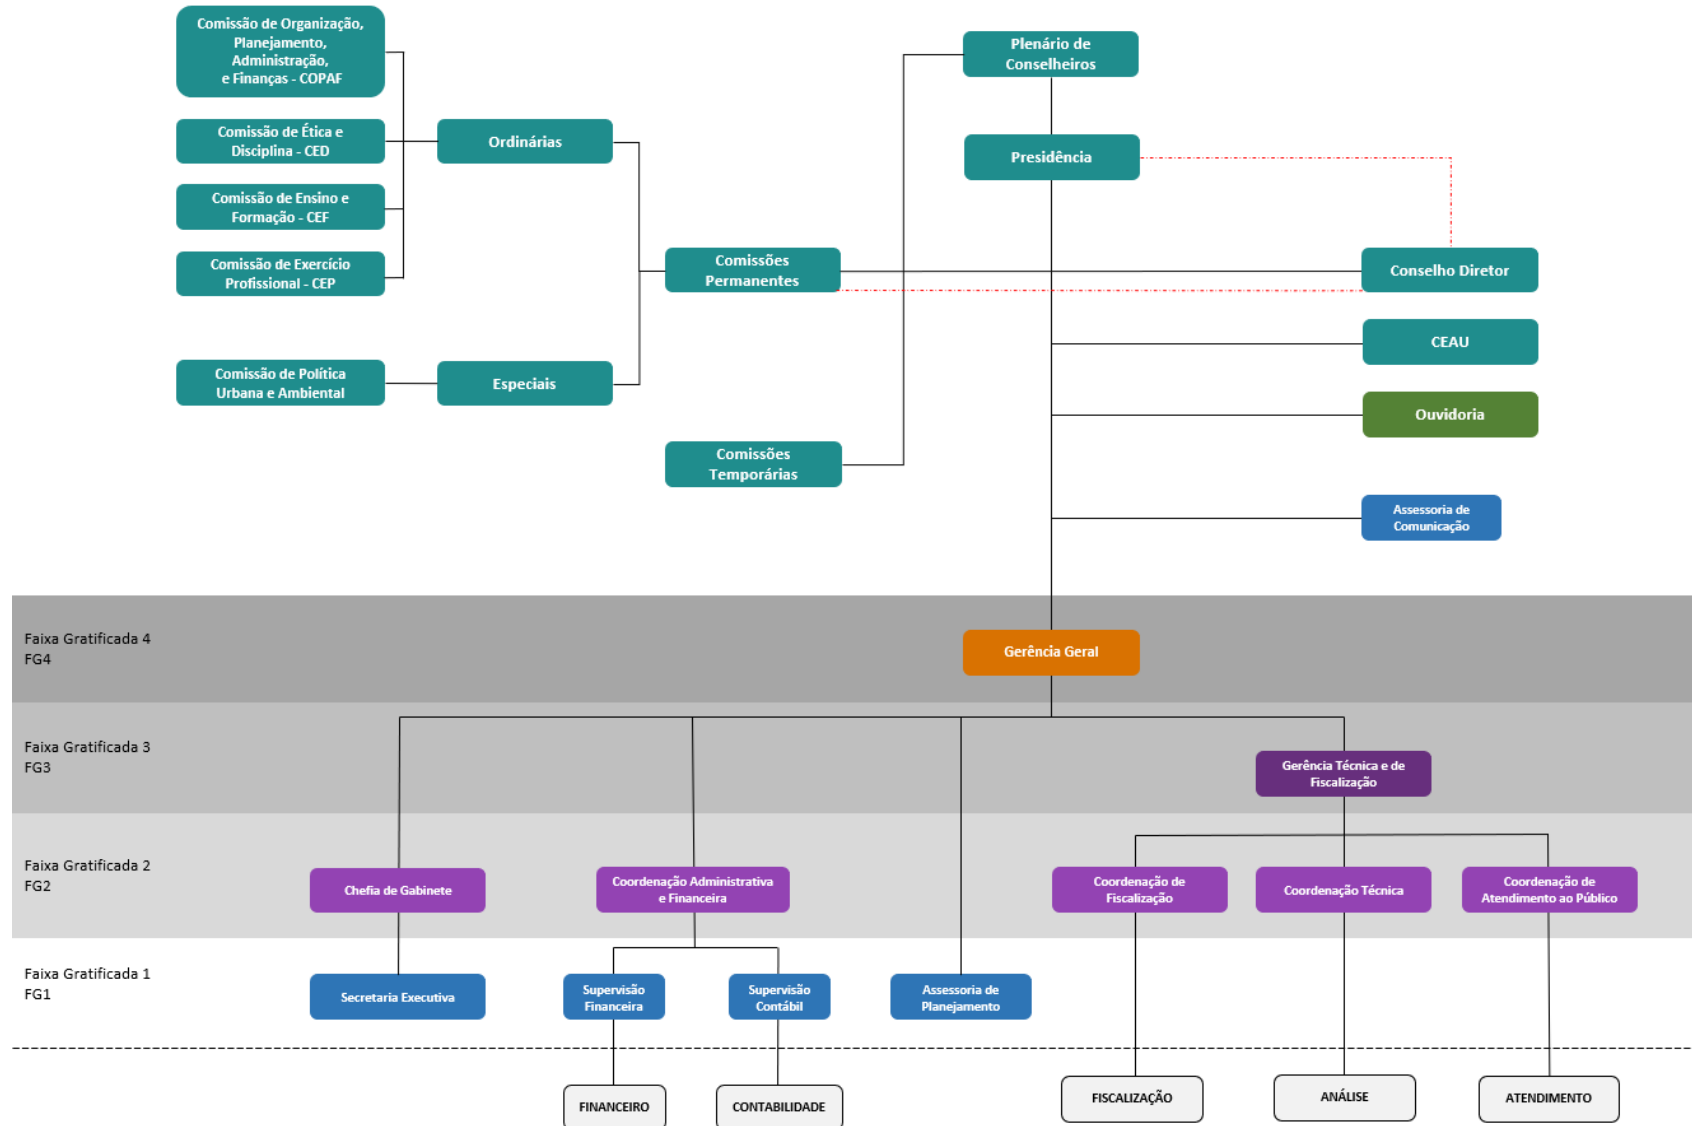 Comissão de Organização,
Planejamento,
Administração,
e Finanças - COPAF
Plenário de
Conselheiros
Comissão de Ética e
Disciplina - CED
Ordinárias
Presidência
Comissão de Ensino e
Formação - CEF
Comissão de Exercício
Profissional - CEP
Comissões
Permanentes
Conselho Diretor
CEAU
Comissão de Política
Urbana e Ambiental
Especiais
Ouvidoria
Comissões
Temporárias
Assessoria de
Comunicação
Faixa Gratificada 4
FG4
Gerência Geral
Faixa Gratificada 3
FG3
Gerência Técnica e de
Fiscalização
Faixa Gratificada 2
FG2
Chefia de Gabinete
Coordenação Administrativa
e Financeira
Coordenação de
Fiscalização
Coordenação Técnica
Coordenação de
Atendimento ao Público
Faixa Gratificada 1
FG1
Secretaria Executiva
Supervisão
Financeira
Supervisão
Contábil
Assessoria de
Planejamento
FINANCEIRO
CONTABILIDADE
FISCALIZAÇÃO
ANÁLISE
ATENDIMENTO